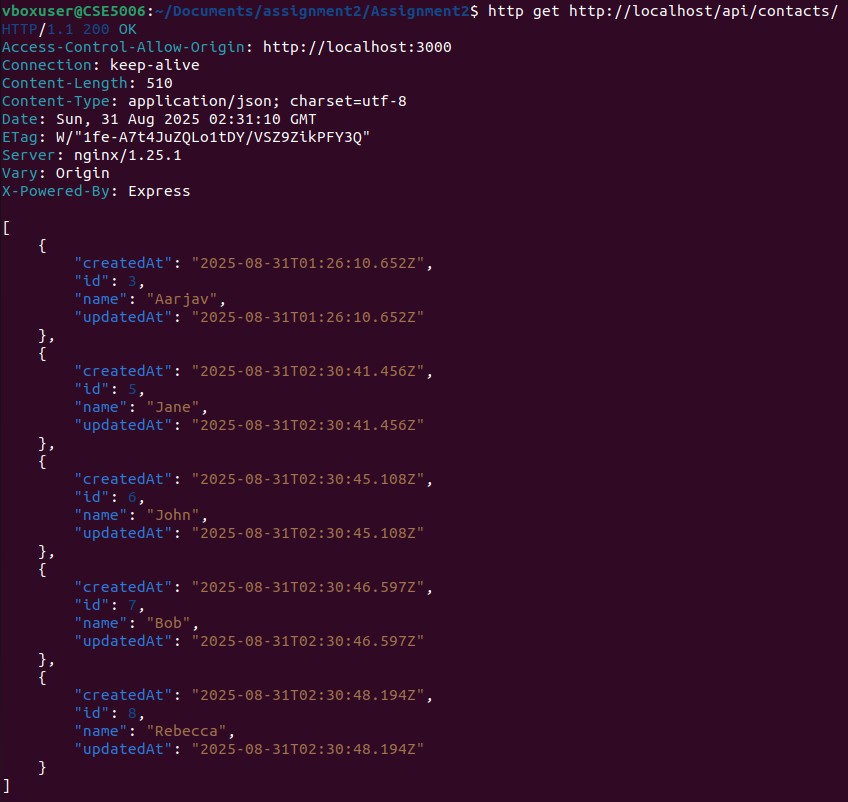 vboxuser@CSE5006:~/Documents/assignment2/Assignment2$ http get http://localhost/api/contacts/
HTTP/1.1 200 OK
Access-Control-Allow-Origin: http://localhost:3000
Connection: keep-alive
Content-Length: 510
Content-Type: application/json; charset=utf-8
Date: Sun, 31 Aug 2025 02:31:10 GMT
ETag: W/"1fe-A7t4JuZQLo1tDY/VSZ9ZikPFY3Q"
Server: nginx/1.25.1
Vary: Origin
X-Powered-By: Express

[
    {
        "createdAt": "2025-08-31T01:26:10.652Z",
        "id": 3,
        "name": "Aarjav",
        "updatedAt": "2025-08-31T01:26:10.652Z"
    },
    {
        "createdAt": "2025-08-31T02:30:41.456Z",
        "id": 5,
        "name": "Jane",
        "updatedAt": "2025-08-31T02:30:41.456Z"
    },
    {
        "createdAt": "2025-08-31T02:30:45.108Z",
        "id": 6,
        "name": "John",
        "updatedAt": "2025-08-31T02:30:45.108Z"
    },
    {
        "createdAt": "2025-08-31T02:30:46.597Z",
        "id": 7,
        "name": "Bob",
        "updatedAt": "2025-08-31T02:30:46.597Z"
    },
    {
        "createdAt": "2025-08-31T02:30:48.194Z",
        "id": 8,
        "name": "Rebecca",
        "updatedAt": "2025-08-31T02:30:48.194Z"
    }
]